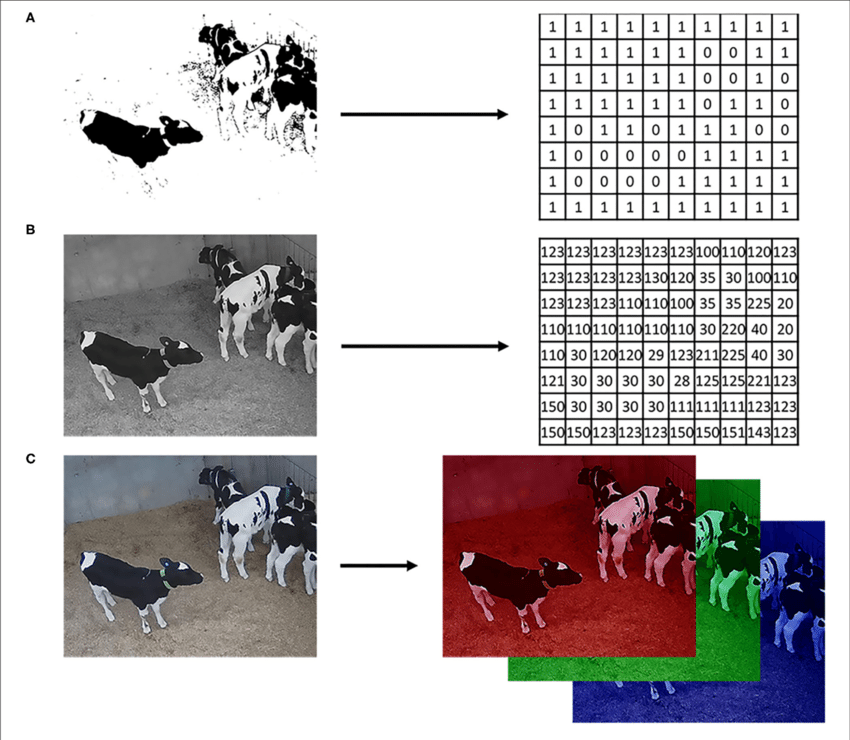 A
1 1 1 1 1 1 1 1 1 1
1 1 1 1 1 1 0 0 1 1
1 1 1 1 1 1 1 0 1 0
1 1 1 1 1 1 0 1 1 0
1 0 1 1 0 1 1 1 0 0
1 0 0 0 0 0 1 1 1 1
1 0 0 0 0 1 1 1 1 1
1 1 1 1 1 1 1 1 1 1
B
123 123 123 123 123 123 100 110 120 123
123 123 123 123 130 120 35 30 100 110
123 123 123 110 110 100 35 35 225 20
110 110 110 110 110 110 30 220 40 20
110 30 120 120 29 123 211 225 40 30
121 30 30 30 30 28 125 125 221 123
150 30 30 30 30 111 111 111 123 123
150 150 123 123 123 150 150 151 143 123
C